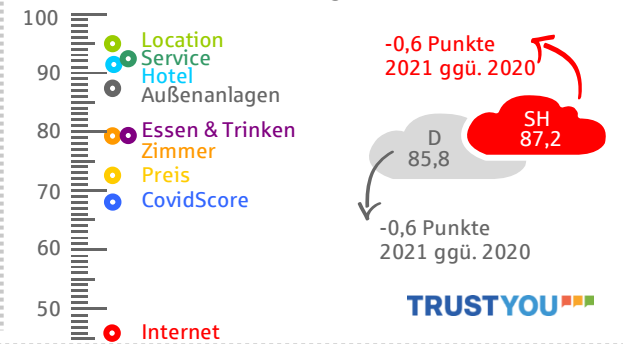 100
90
80
70
60
50
Location
Service
Hotel
Außenanlagen
Essen & Trinken
Zimmer
Preis
CovidScore
Internet
-0,6 Punkte
2021 ggü. 2020
SH
87,2
D
85,8
-0,6 Punkte
2021 ggü. 2020
TRUSTYOU